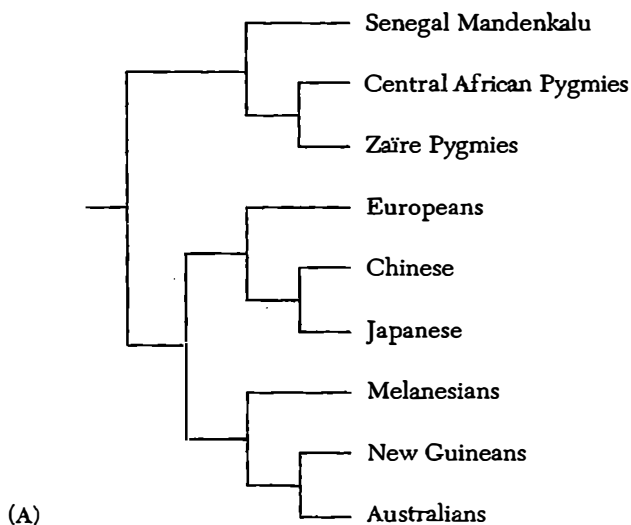 Senegal Mandenkalu
Central African Pygmies
Zaïre Pygmies
Europeans
Chinese
Japanese
Melanesians
New Guineans
Australians
(A)